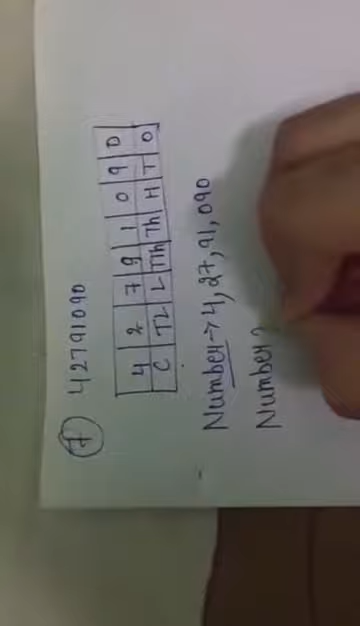 7 42791090
4 2 7 9 1 0 9 0
C TL L TTh Th H T O
Number → 4,27,91,090
Number